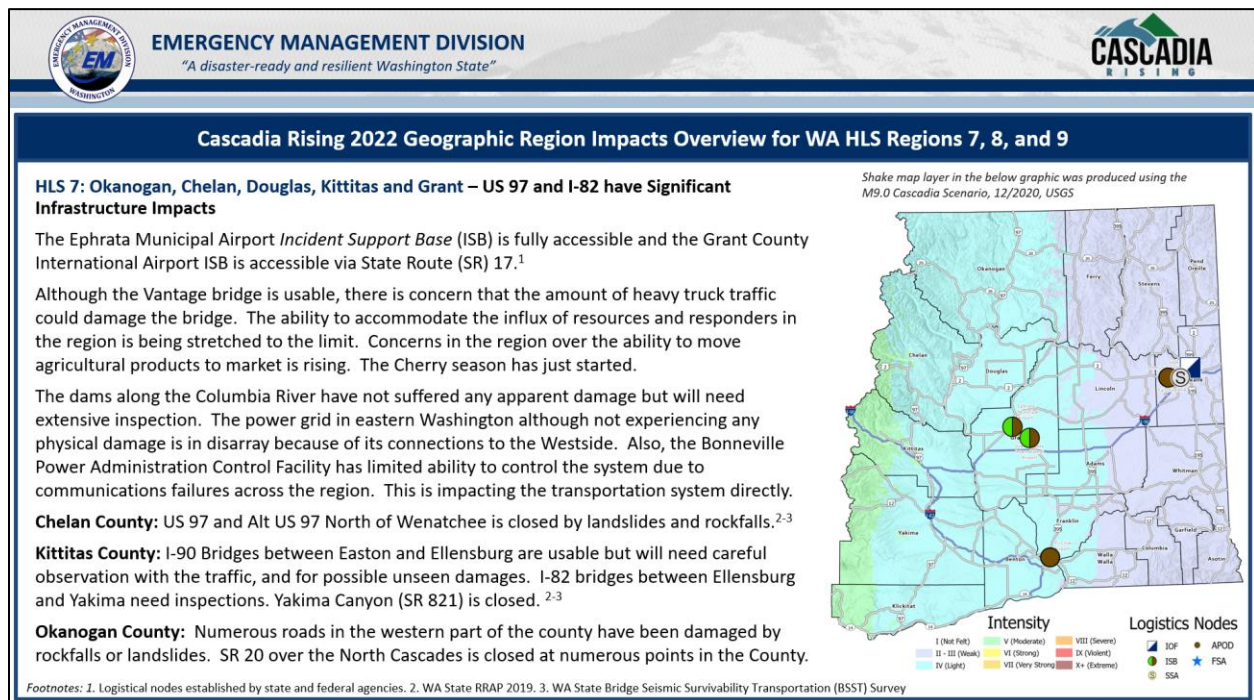 EMERGENCY MANAGEMENT DIVISION
"A disaster-ready and resilient Washington State"
EMERGENCY MANAGEMENT DIVISION
EM
WASHINGTON
CASCADIA
RISING
Cascadia Rising 2022 Geographic Region Impacts Overview for WA HLS Regions 7, 8, and 9
HLS 7: Okanogan, Chelan, Douglas, Kittitas and Grant – US 97 and I-82 have Significant
Infrastructure Impacts
The Ephrata Municipal Airport Incident Support Base (ISB) is fully accessible and the Grant County
International Airport ISB is accessible via State Route (SR) 17.1
Although the Vantage bridge is usable, there is concern that the amount of heavy truck traffic
could damage the bridge. The ability to accommodate the influx of resources and responders in
the region is being stretched to the limit. Concerns in the region over the ability to move
agricultural products to market is rising. The Cherry season has just started.
The dams along the Columbia River have not suffered any apparent damage but will need
extensive inspection. The power grid in eastern Washington although not experiencing any
physical damage is in disarray because of its connections to the Westside. Also, the Bonneville
Power Administration Control Facility has limited ability to control the system due to
communications failures across the region. This is impacting the transportation system directly.
Chelan County: US 97 and Alt US 97 North of Wenatchee is closed by landslides and rockfalls.2-3
Kittitas County: I-90 Bridges between Easton and Ellensburg are usable but will need careful
observation with the traffic, and for possible unseen damages. I-82 bridges between Ellensburg
and Yakima need inspections. Yakima Canyon (SR 821) is closed. 2-3
Okanogan County: Numerous roads in the western part of the county have been damaged by
rockfalls or landslides. SR 20 over the North Cascades is closed at numerous points in the County.
Shake map layer in the below graphic was produced using the
M9.0 Cascadia Scenario, 12/2020, USGS
Okanogan
Ferry
Stevens
Pend
Oreille
Chelan
Douglas
Lincoln
S
Kittitas
Adams
Whitman
Yakima
Franklin
Benton
Walla
Walla
Columbia
Garfield
Asotin
Klickitat
Intensity
I (Not Felt)
II - III (Weak)
IV (Light)
V (Moderate)
VI (Strong)
VII (Very Strong)
VIII (Severe)
IX (Violent)
X+ (Extreme)
Logistics Nodes
IOF
ISB
SSA
APOD
FSA
Footnotes: 1. Logistical nodes established by state and federal agencies. 2. WA State RRAP 2019. 3. WA State Bridge Seismic Survivability Transportation (BSST) Survey